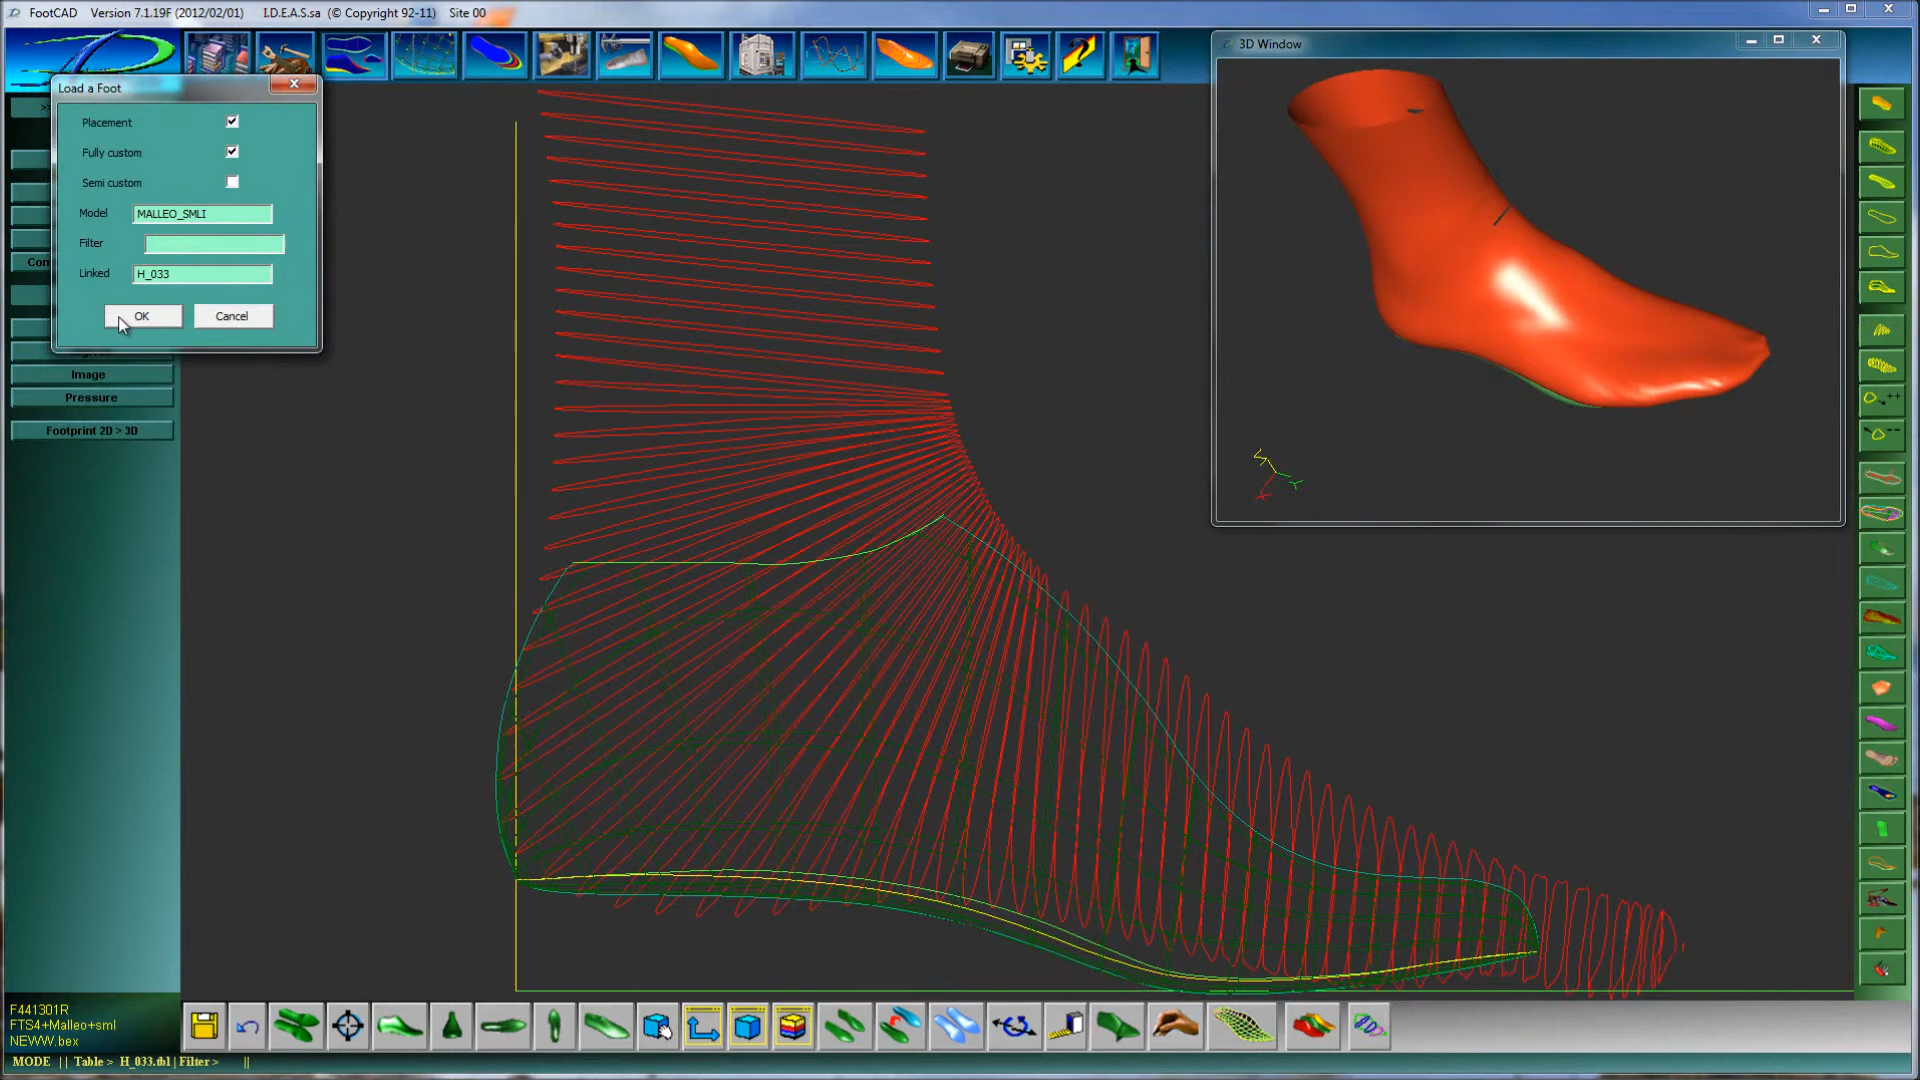 FootCAD Version 7.1.19F (2012/02/01) I.D.E.A.S.sa (© Copyright 92-11) Site 00
3D Window
Load a Foot
>>
Placement
Fully custom
Semi custom
Model MALLEO_SMLI
Filter
Linked H_033
OK Cancel
Image
Pressure
Footprint 2D > 3D
F441301R
FTS4+Malleo+sml
NEWW.bex
MODE || Table > H_033.tbl | Filter > ||